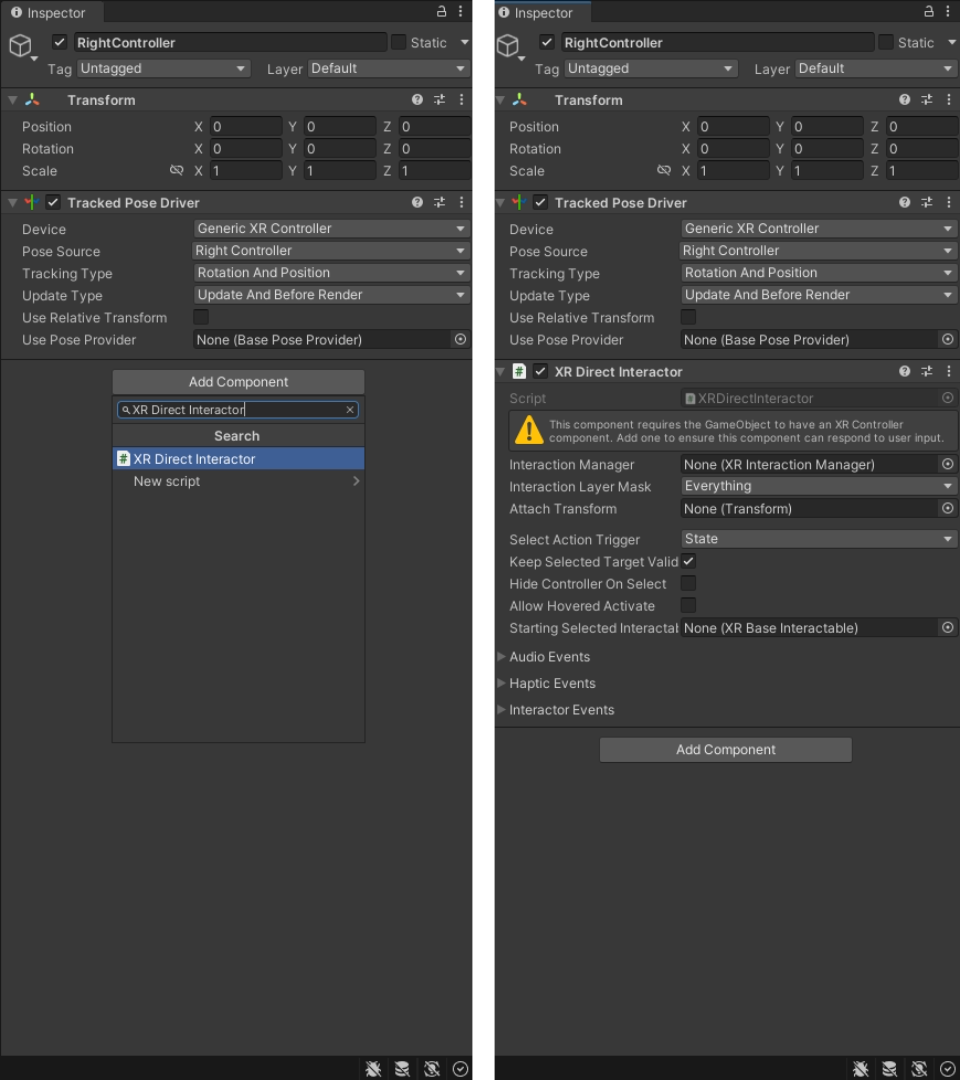 Inspector
RightController
Static
Tag Untagged Layer Default
Transform
Position X 0 Y 0 Z 0
Rotation X 0 Y 0 Z 0
Scale X 1 Y 1 Z 1
Tracked Pose Driver
Device Generic XR Controller
Pose Source Right Controller
Tracking Type Rotation And Position
Update Type Update And Before Render
Use Relative Transform
Use Pose Provider None (Base Pose Provider)
Add Component
XR Direct Interactor
Search
XR Direct Interactor
New script
Inspector
RightController
Static
Tag Untagged Layer Default
Transform
Position X 0 Y 0 Z 0
Rotation X 0 Y 0 Z 0
Scale X 1 Y 1 Z 1
Tracked Pose Driver
Device Generic XR Controller
Pose Source Right Controller
Tracking Type Rotation And Position
Update Type Update And Before Render
Use Relative Transform
Use Pose Provider None (Base Pose Provider)
XR Direct Interactor
Script XRDirectInteractor
This component requires the GameObject to have an XR Controller
component. Add one to ensure this component can respond to user input.
Interaction Manager None (XR Interaction Manager)
Interaction Layer Mask Everything
Attach Transform None (Transform)
Select Action Trigger State
Keep Selected Target Valid
Hide Controller On Select
Allow Hovered Activate
Starting Selected Interactal None (XR Base Interactable)
Audio Events
Haptic Events
Interactor Events
Add Component